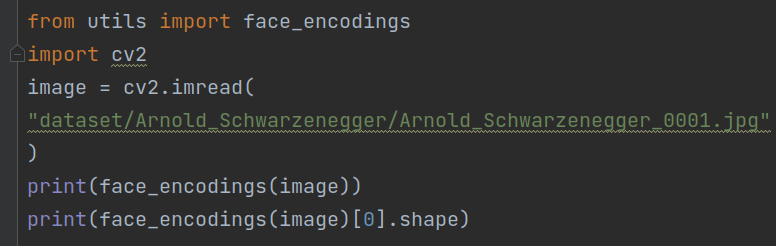 from utils import face_encodings
import cv2
image = cv2.imread(
"dataset/Arnold_Schwarzenegger/Arnold_Schwarzenegger_0001.jpg"
)
print(face_encodings(image))
print(face_encodings(image)[0].shape)